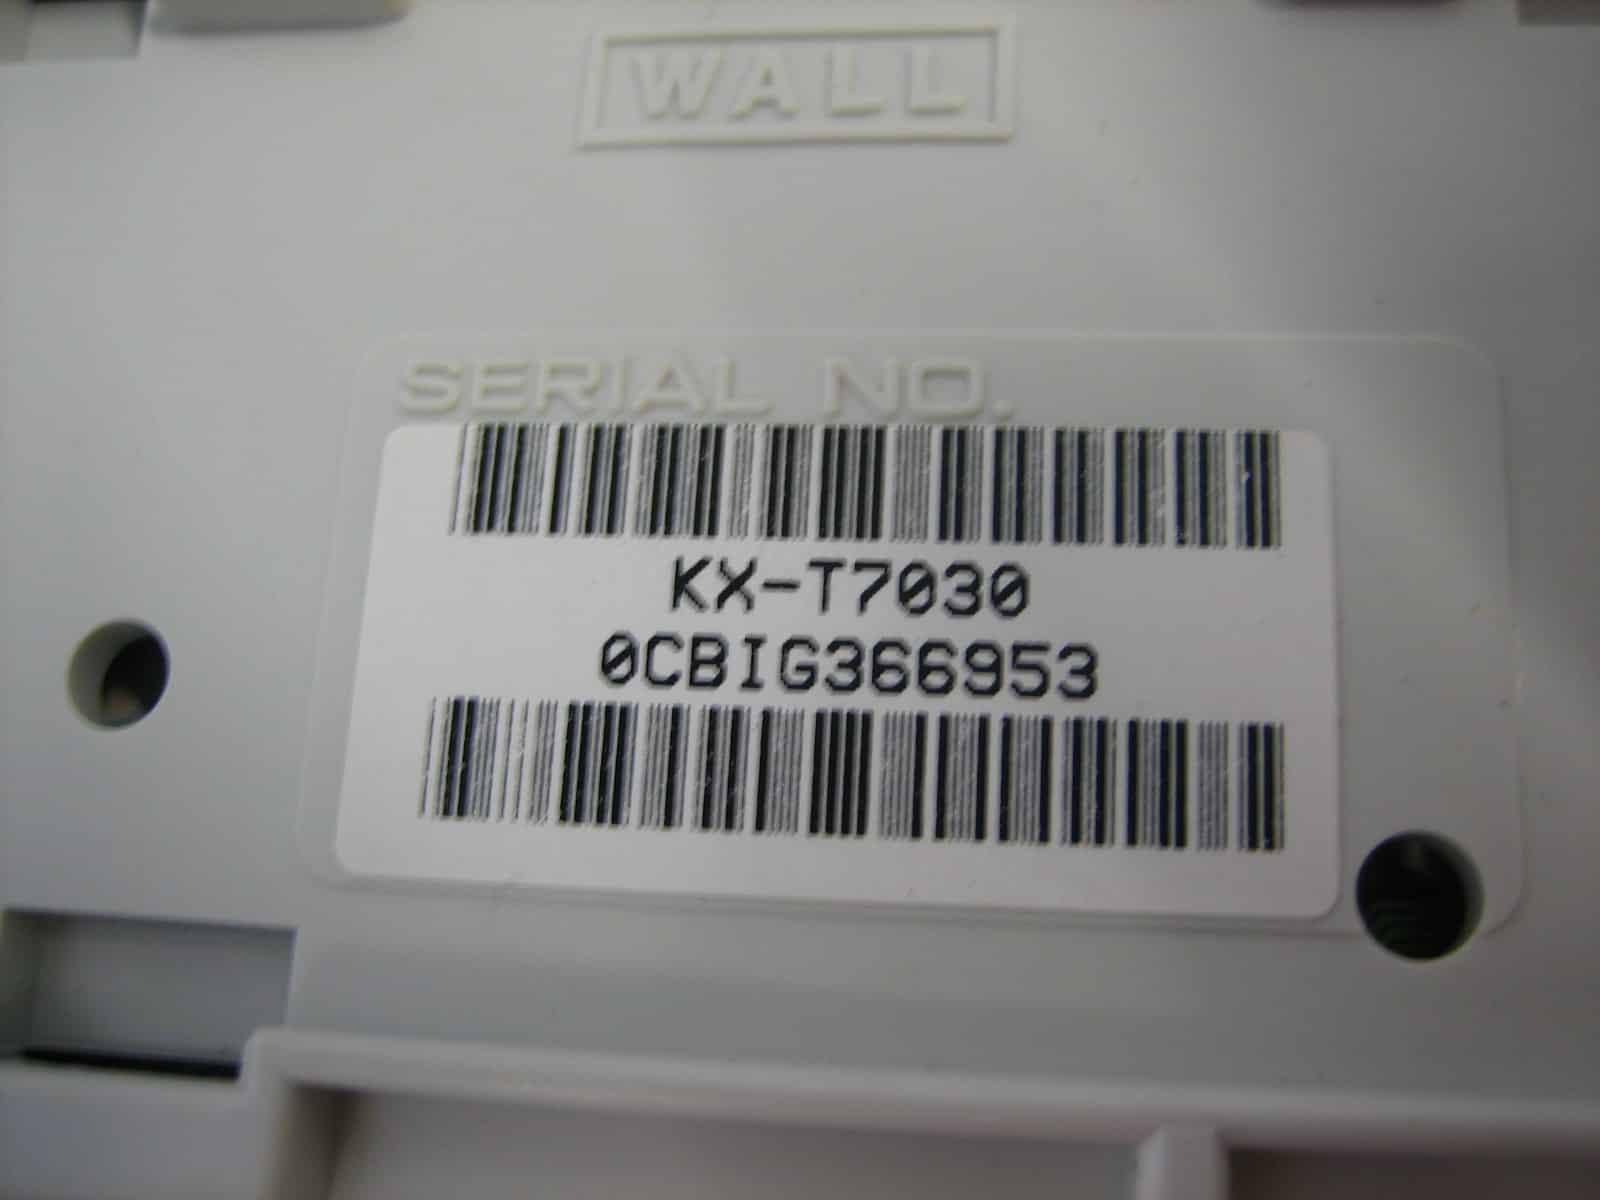 WALL
SERIAL NO.
KX-T7030
0CBIG366953